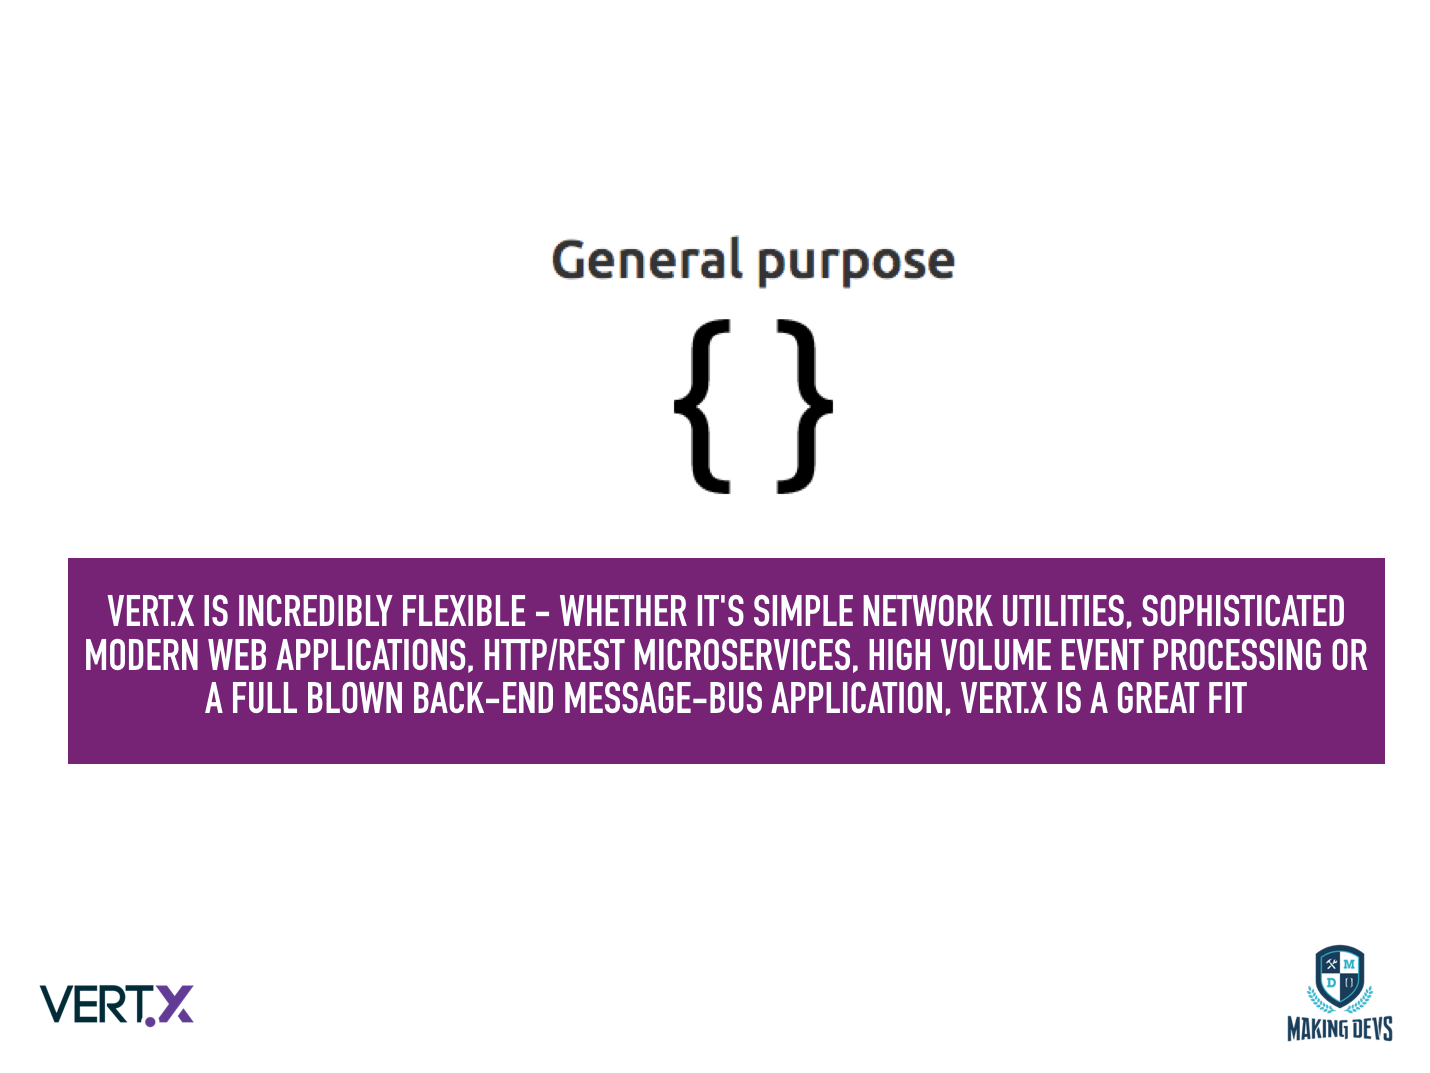 General purpose
{ }
VERT.X IS INCREDIBLY FLEXIBLE - WHETHER IT'S SIMPLE NETWORK UTILITIES, SOPHISTICATED
MODERN WEB APPLICATIONS, HTTP/REST MICROSERVICES, HIGH VOLUME EVENT PROCESSING OR
A FULL BLOWN BACK-END MESSAGE-BUS APPLICATION, VERT.X IS A GREAT FIT
VERT.X
M
D { }
MAKING DEVS